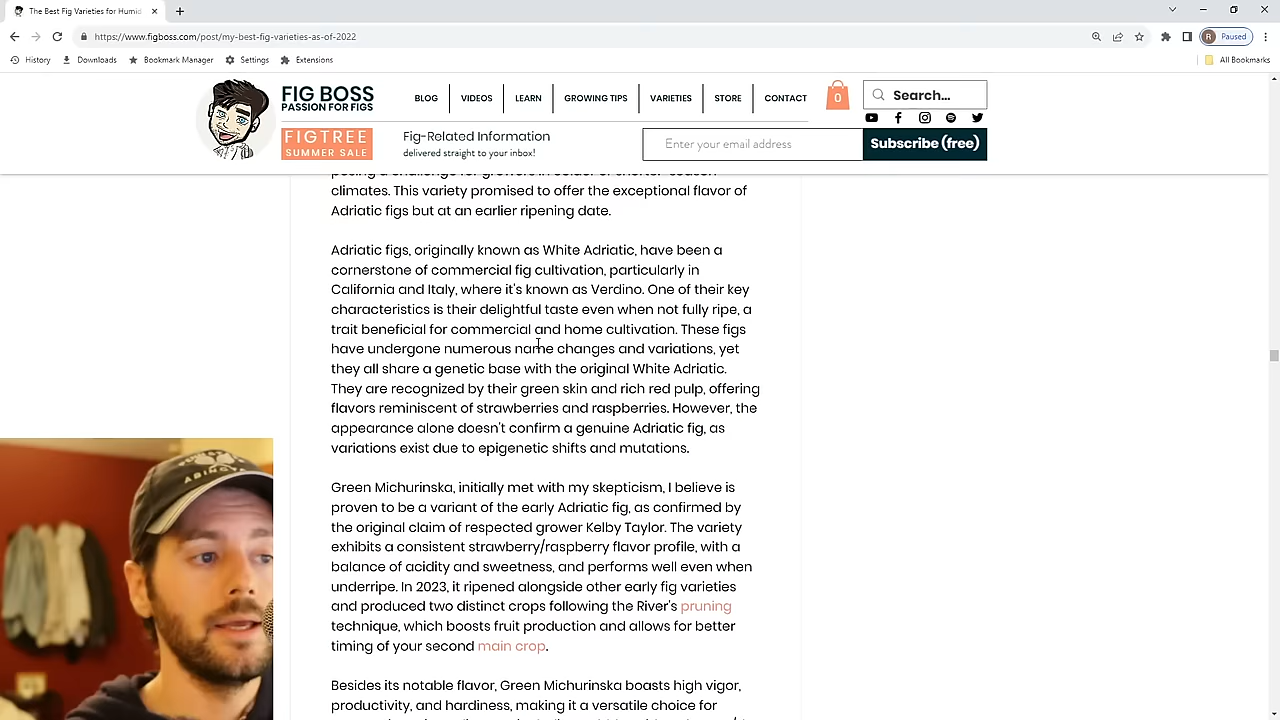 The Best Fig Varieties for Humid
https://www.figboss.com/post/my-best-fig-varieties-as-of-2022
R Paused
History Downloads Bookmark Manager Settings Extensions All Bookmarks
FIG BOSS
PASSION FOR FIGS
BLOG VIDEOS LEARN GROWING TIPS VARIETIES STORE CONTACT 0 Search...
FIGTREE
SUMMER SALE
Fig-Related Information
delivered straight to your inbox!
Enter your email address Subscribe (free)
climates. This variety promised to offer the exceptional flavor of
Adriatic figs but at an earlier ripening date.
Adriatic figs, originally known as White Adriatic, have been a
cornerstone of commercial fig cultivation, particularly in
California and Italy, where it's known as Verdino. One of their key
characteristics is their delightful taste even when not fully ripe, a
trait beneficial for commercial and home cultivation. These figs
have undergone numerous name changes and variations, yet
they all share a genetic base with the original White Adriatic.
They are recognized by their green skin and rich red pulp, offering
flavors reminiscent of strawberries and raspberries. However, the
appearance alone doesn't confirm a genuine Adriatic fig, as
variations exist due to epigenetic shifts and mutations.
Green Michurinska, initially met with my skepticism, I believe is
proven to be a variant of the early Adriatic fig, as confirmed by
the original claim of respected grower Kelby Taylor. The variety
exhibits a consistent strawberry/raspberry flavor profile, with a
balance of acidity and sweetness, and performs well even when
underripe. In 2023, it ripened alongside other early fig varieties
and produced two distinct crops following the River's pruning
technique, which boosts fruit production and allows for better
timing of your second main crop.
Besides its notable flavor, Green Michurinska boasts high vigor,
productivity, and hardiness, making it a versatile choice for